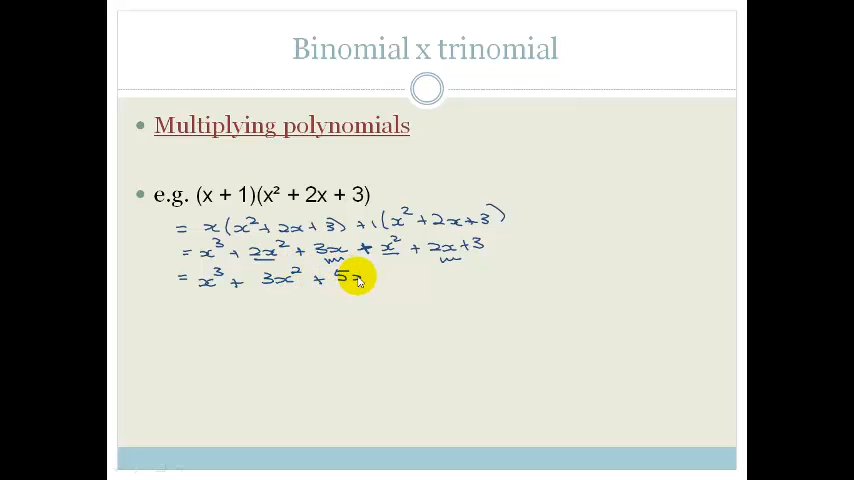 Binomial x trinomial
• Multiplying polynomials
• e.g. (x + 1)(x² + 2x + 3)
= x(x² + 2x + 3) + 1(x² + 2x + 3)
= x³ + 2x² + 3x + x² + 2x + 3
= x³ + 3x² + 5x